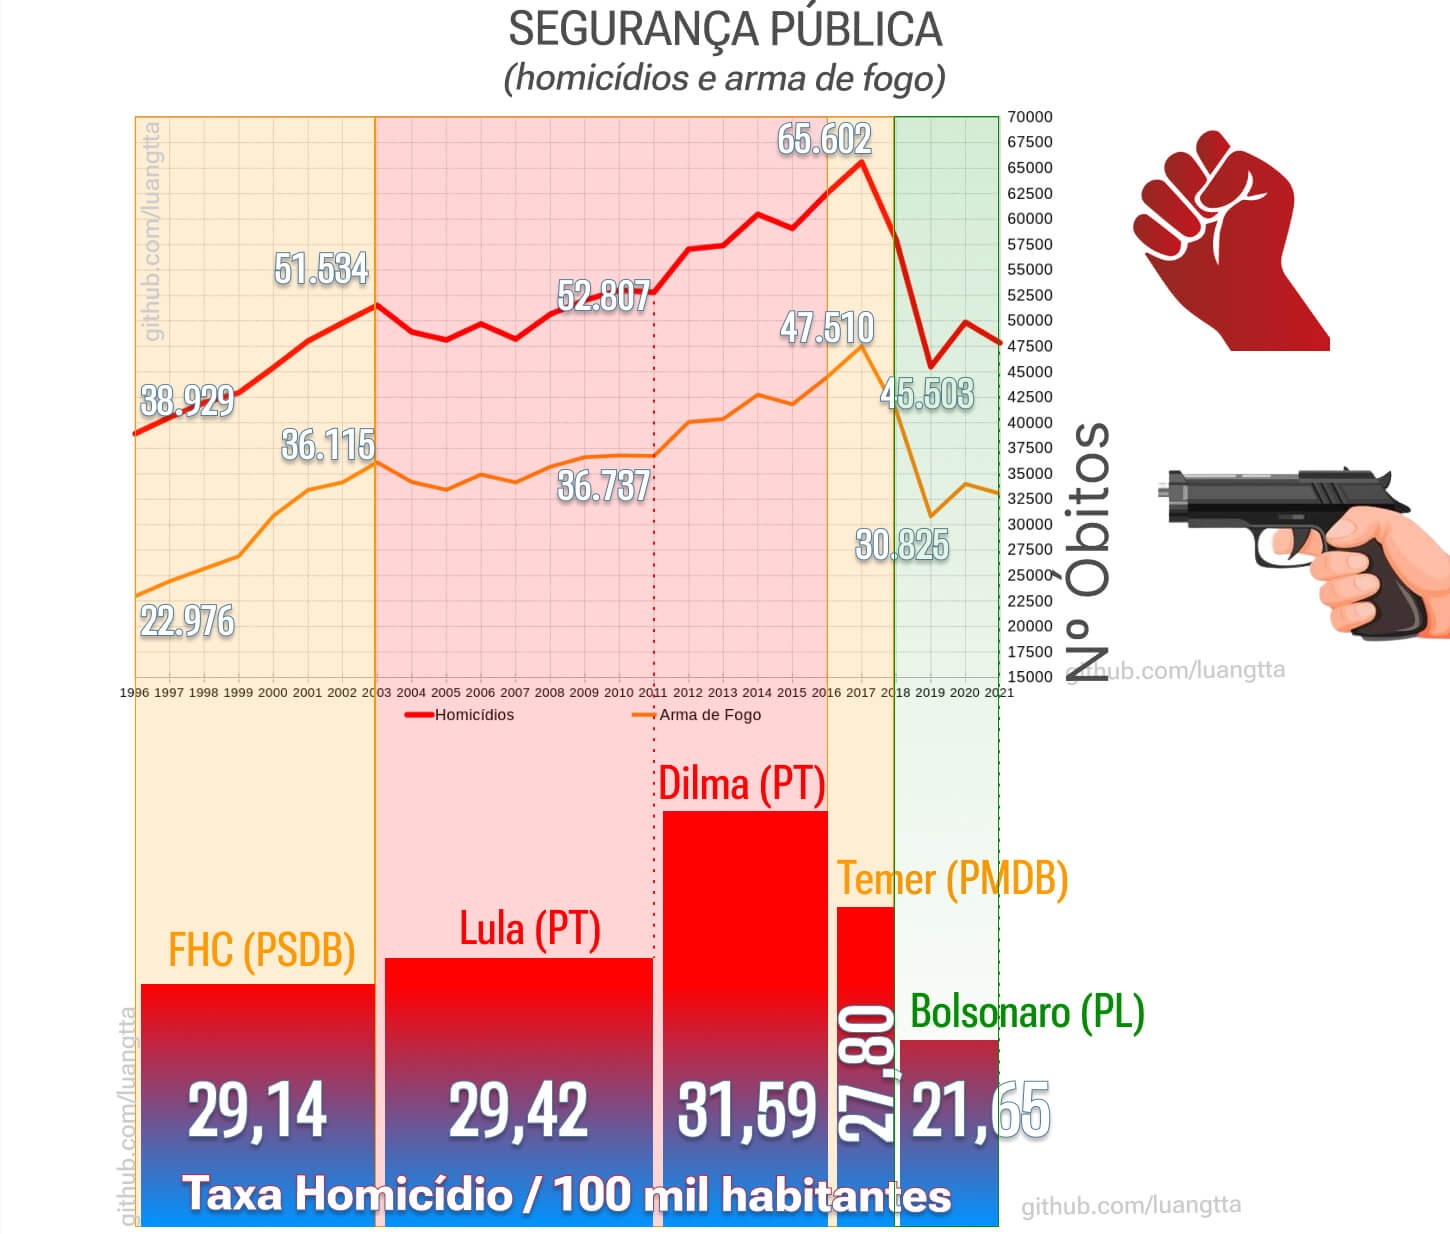 SEGURANÇA PÚBLICA
(homicídios e arma de fogo)
github.com/luangtta
65.602
51.534
52.807
47.510
38.929
45.503
36.115
36.737
30.825
22.976
70000
67500
65000
62500
60000
57500
55000
52500
50000
47500
45000
42500
40000
37500
35000
32500
30000
27500
25000
22500
20000
17500
15000
Nº Óbitos
github.com/luangtta
1996 1997 1998 1999 2000 2001 2002 2003 2004 2005 2006 2007 2008 2009 2010 2011 2012 2013 2014 2015 2016 2017 2018 2019 2020 2021
Homicídios Arma de Fogo
Dilma (PT)
Temer (PMDB)
Lula (PT)
FHC (PSDB)
Bolsonaro (PL)
github.com/luangtta
29,14 29,42 31,59 27,80 21,65
Taxa Homicídio / 100 mil habitantes
github.com/luangtta